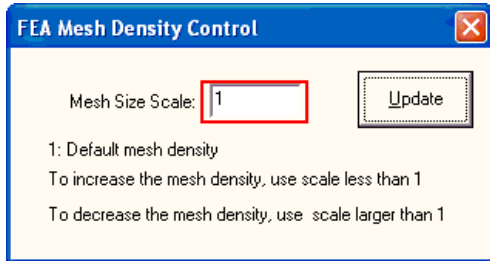 FEA Mesh Density Control
Mesh Size Scale: 1 Update
1: Default mesh density
To increase the mesh density, use scale less than 1
To decrease the mesh density, use scale larger than 1